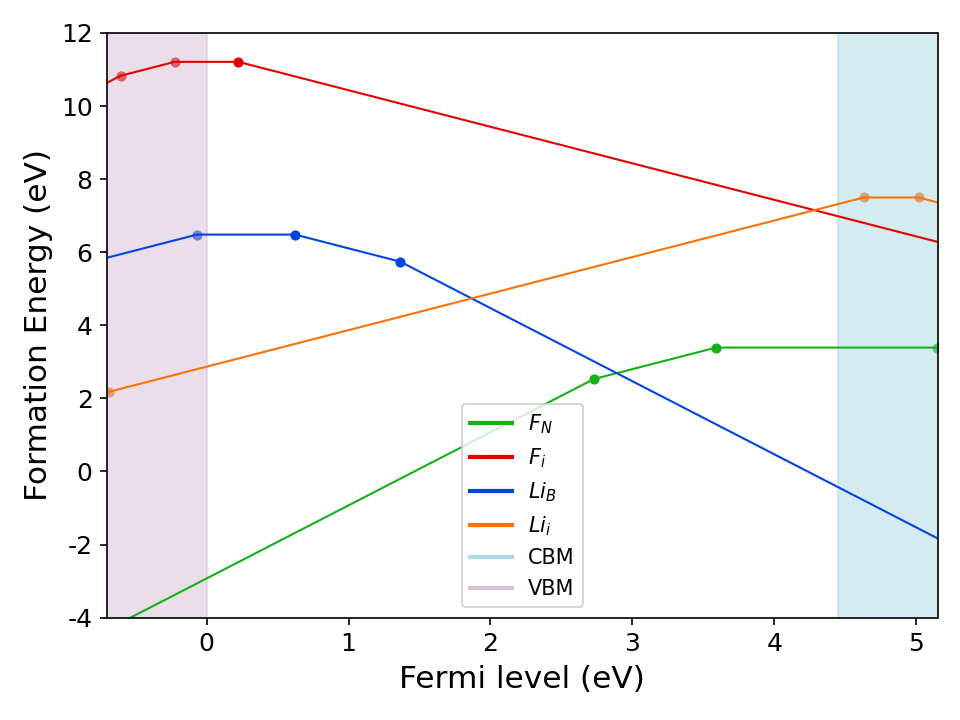 Formation Energy (eV)
12
10
8
6
4
2
0
-2
-4
F_N
F_i
Li_B
Li_i
CBM
VBM
0 1 2 3 4 5
Fermi level (eV)